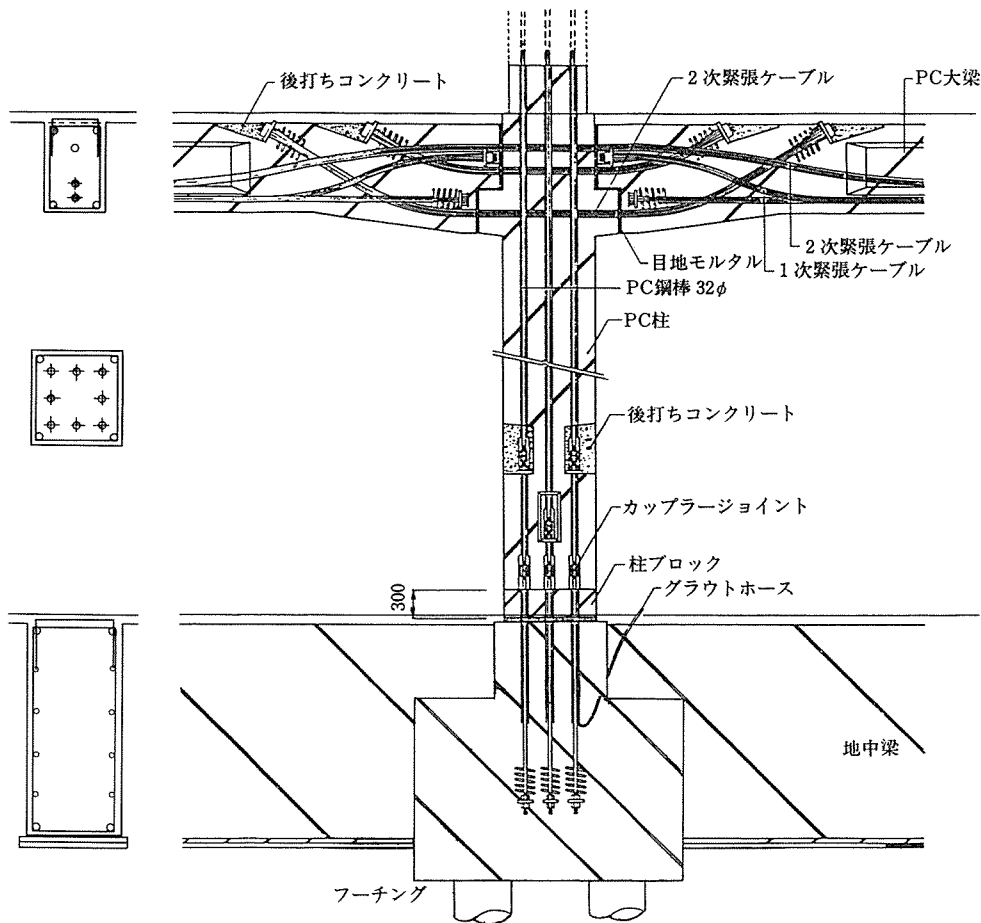 後打ちコンクリート
2次緊張ケーブル
PC大梁
2次緊張ケーブル
目地モルタル
1次緊張ケーブル
PC鋼棒 32φ
PC柱
後打ちコンクリート
カップラージョイント
柱ブロック
グラウトホース
300
地中梁
フーチング